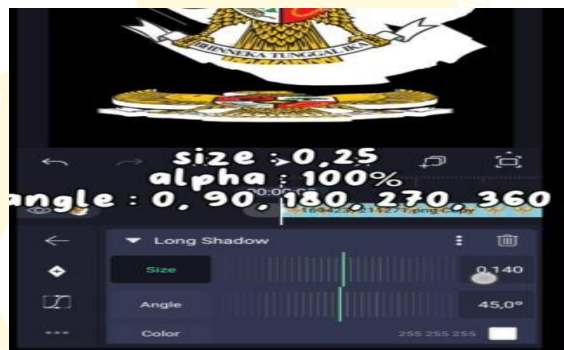 BHINNEKA TUNGGAL IKA
size : 0,25
alpha : 100%
angle : 0, 90, 180, 270, 360
Long Shadow
Size
0,140
Angle
45,0°
Color
255 255 255